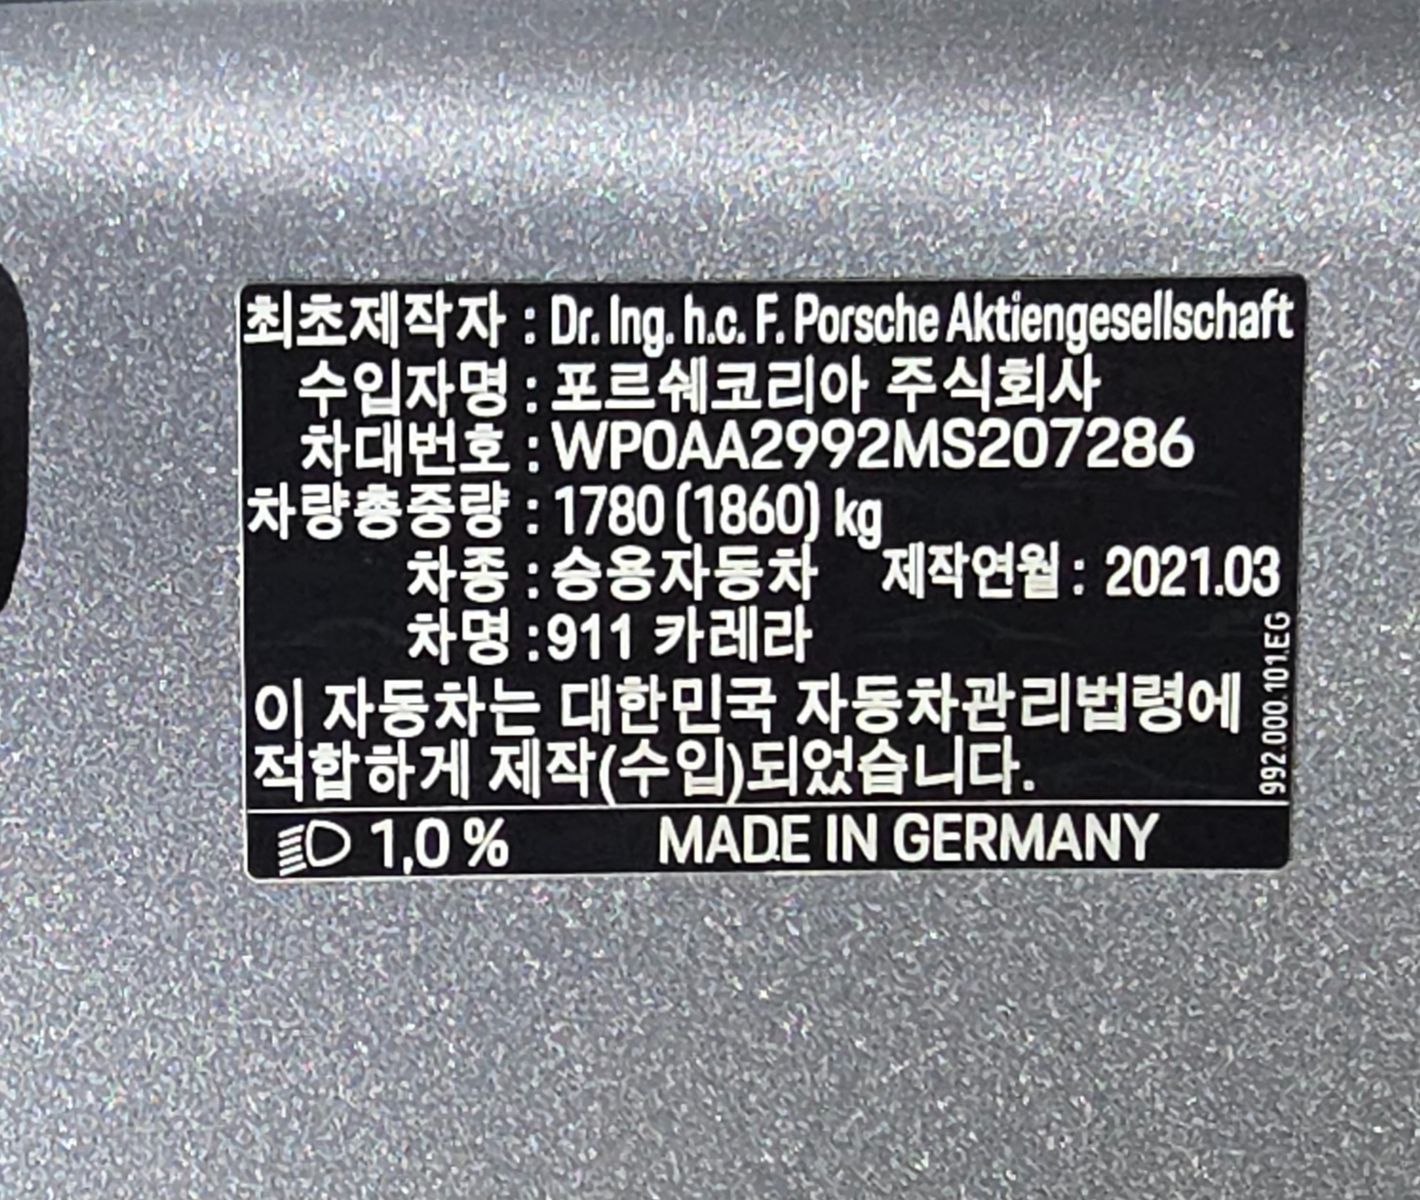 최초제작자 : Dr. Ing. h.c. F. Porsche Aktiengesellschaft
수입자명 : 포르쉐코리아 주식회사
차대번호 : WP0AA2992MS207286
차량총중량 : 1780 (1860) kg
차종 : 승용자동차 제작연월 : 2021.03
차명 :911 카레라
이 자동차는 대한민국 자동차관리법령에
적합하게 제작(수입)되었습니다.
992.000.101.EG
1,0 % MADE IN GERMANY